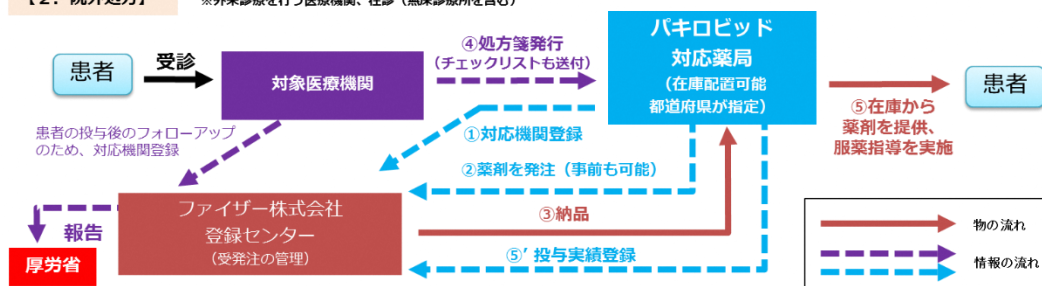 【2．院外処方】
※外来診療を行う医療機関、往診（無床診療所を含む）
患者
受診
対象医療機関
④処方箋発行
（チェックリストも送付）
パキロビッド
対応薬局
（在庫配置可能
都道府県が指定）
患者
⑤在庫から
薬剤を提供、
服薬指導を実施
患者の投与後のフォローアップ
のため、対応機関登録
①対応機関登録
②薬剤を発注（事前も可能）
③納品
⑤’投与実績登録
ファイザー株式会社
登録センター
（受発注の管理）
報告
厚労省
物の流れ
情報の流れ